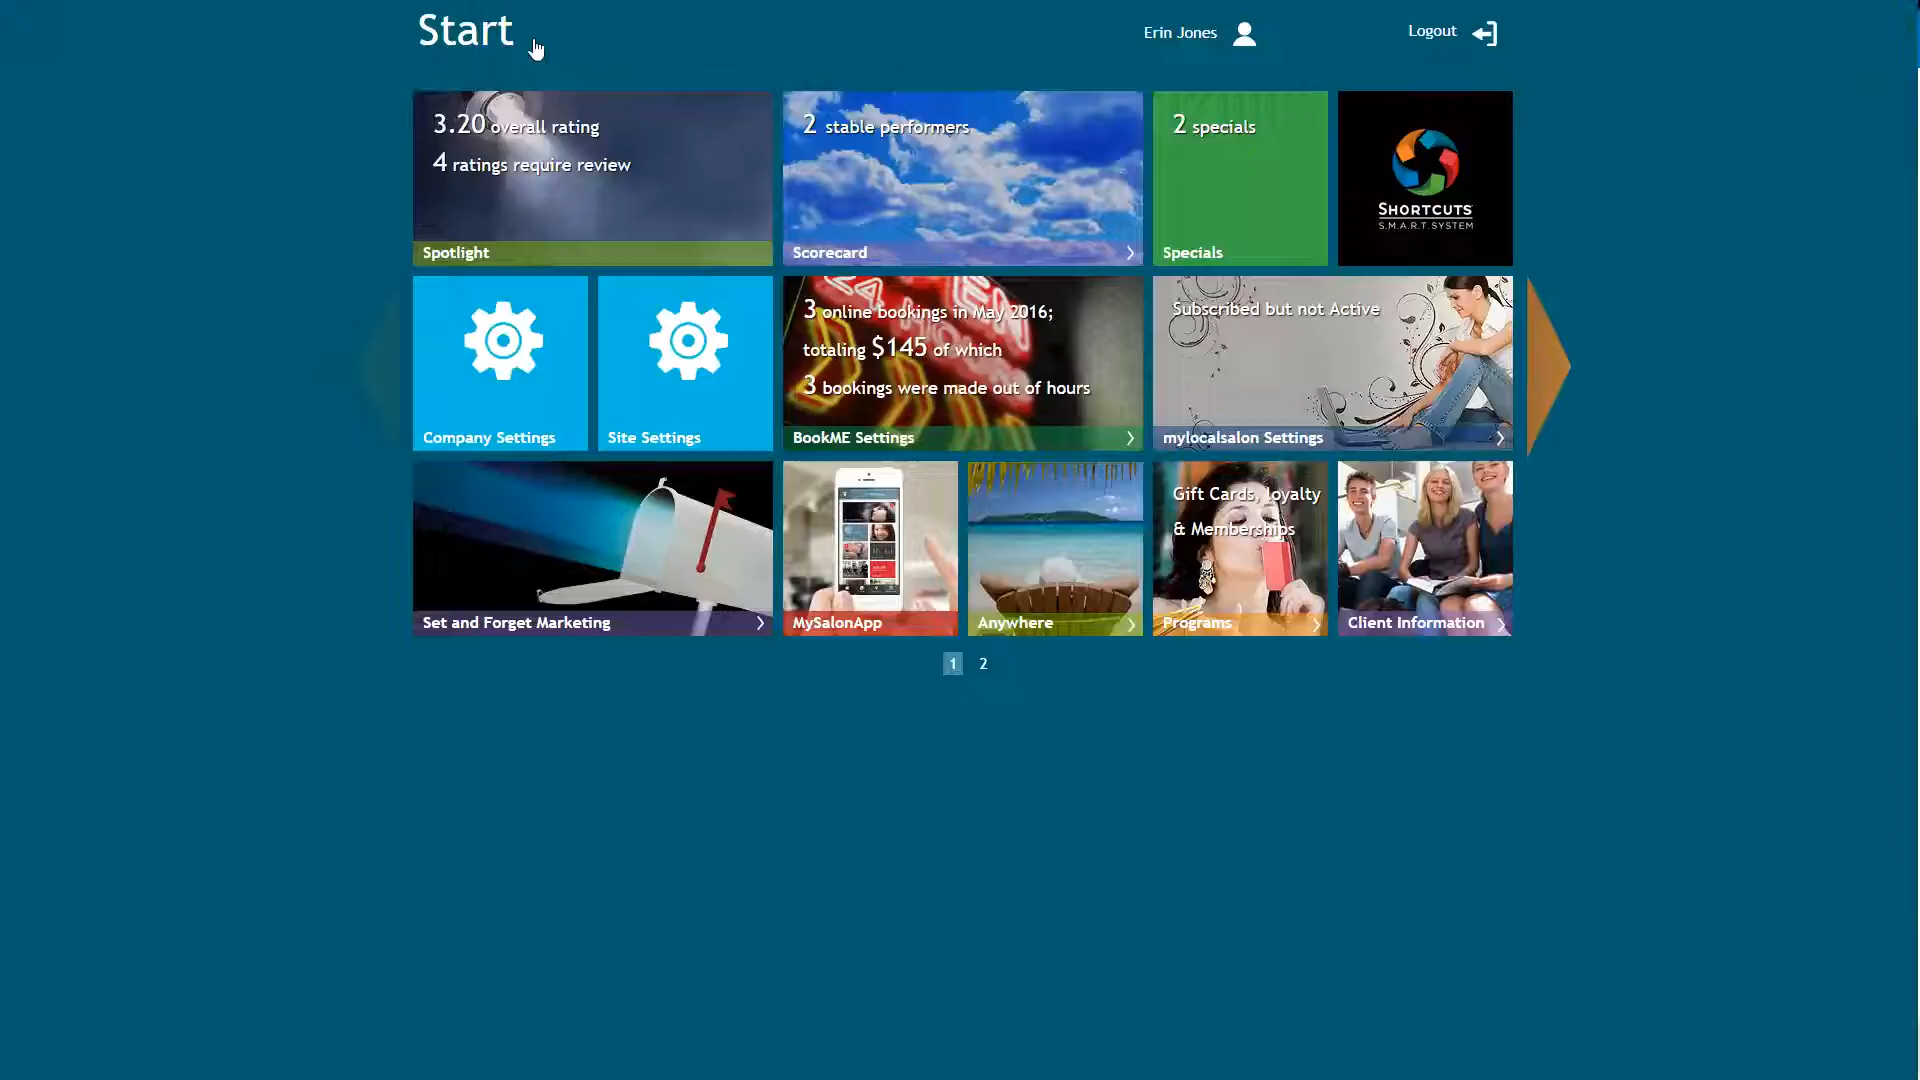 Start
Erin Jones
Logout
3.20 overall rating
4 ratings require review
Spotlight
2 stable performers
Scorecard
2 specials
Specials
SHORTCUTS
S.M.A.R.T. SYSTEM
Company Settings
Site Settings
3 online bookings in May 2016;
totaling $145 of which
3 bookings were made out of hours
BookME Settings
Subscribed but not Active
mylocalsalon Settings
Set and Forget Marketing
MySalonApp
Anywhere
Gift Cards, loyalty
& Memberships
Programs
Client Information
1 2